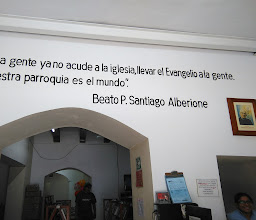 a gente ya no acude a la iglesia, llevar el Evangelio a la gente.
estra parroquia es el mundo".
Beato P. Santiago Alberione